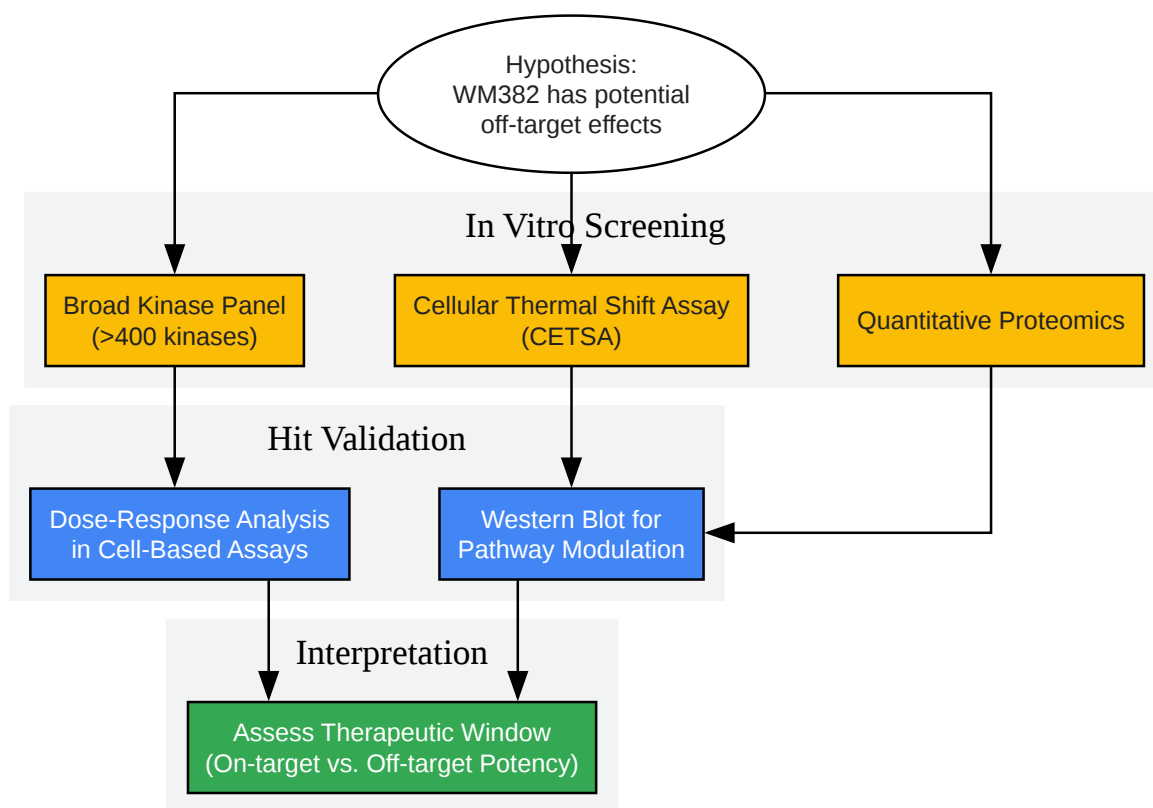 Hypothesis:
WM382 has potential
off-target effects
In Vitro Screening
Broad Kinase Panel
(>400 kinases)
Cellular Thermal Shift Assay
(CETSA)
Quantitative Proteomics
Hit Validation
Dose-Response Analysis
in Cell-Based Assays
Western Blot for
Pathway Modulation
Interpretation
Assess Therapeutic Window
(On-target vs. Off-target Potency)